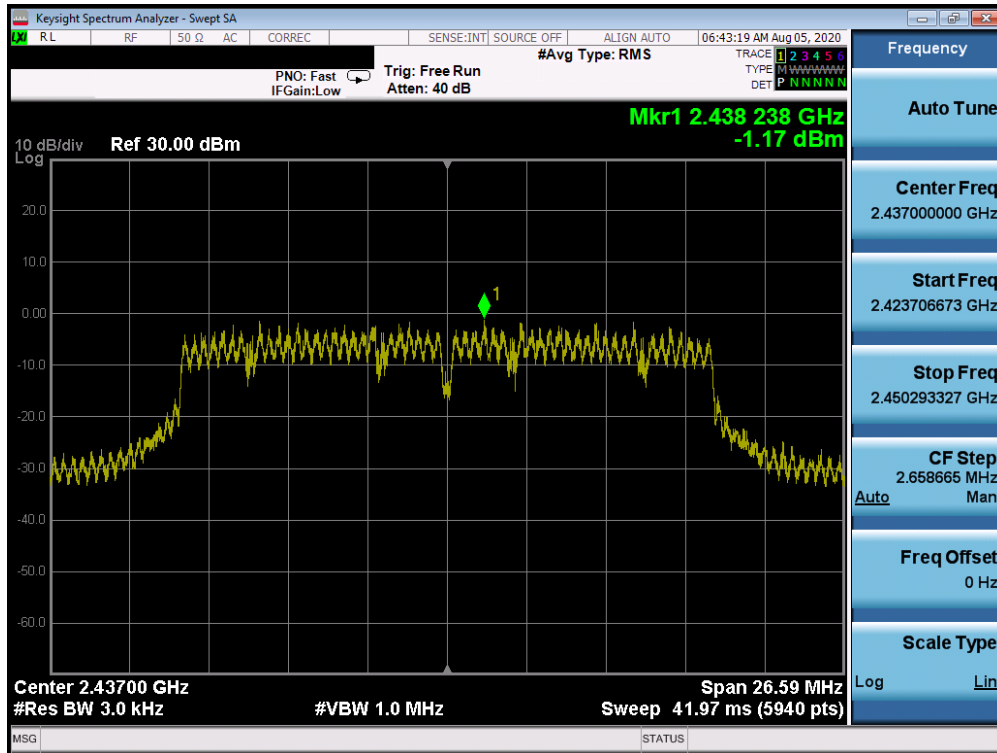 Keysight Spectrum Analyzer - Swept SA
LXI RL RF 50 Ω AC CORREC SENSE:INT SOURCE OFF ALIGN AUTO 06:43:19 AM Aug 05, 2020
#Avg Type: RMS
TRACE 1 2 3 4 5 6
PNO: Fast Trig: Free Run TYPE M WWWWW
IFGain:Low Atten: 40 dB DET P N N N N N
Mkr1 2.438 238 GHz
-1.17 dBm
10 dB/div Ref 30.00 dBm
Log
20.0
10.0
0.00
-10.0
-20.0
-30.0
-40.0
-50.0
-60.0
1
Center 2.43700 GHz Span 26.59 MHz
#Res BW 3.0 kHz #VBW 1.0 MHz Sweep 41.97 ms (5940 pts)
MSG STATUS
Frequency
Auto Tune
Center Freq
2.437000000 GHz
Start Freq
2.423706673 GHz
Stop Freq
2.450293327 GHz
CF Step
2.658665 MHz
Auto Man
Freq Offset
0 Hz
Scale Type
Log Lin